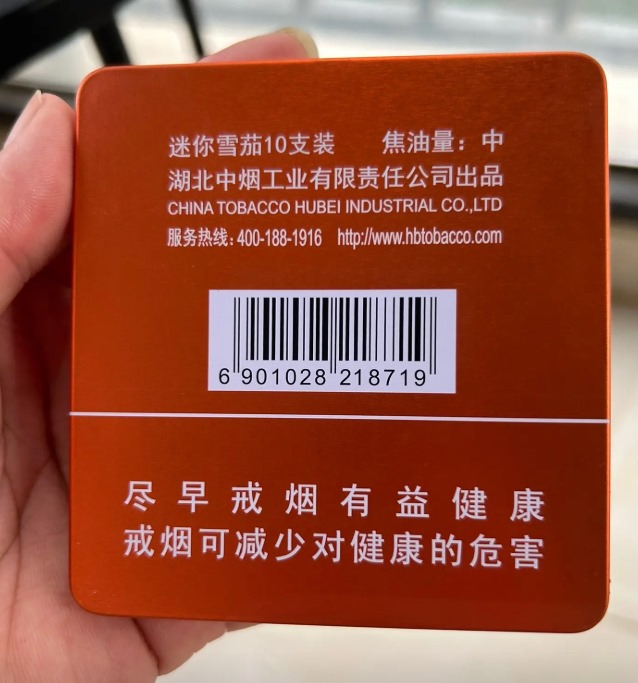 迷你雪茄10支装 焦油量：中
湖北中烟工业有限责任公司出品
CHINA TOBACCO HUBEI INDUSTRIAL CO.,LTD
服务热线：400-188-1916 http://www.hbtobacco.com
6 901028 218719
尽早戒烟有益健康
戒烟可减少对健康的危害